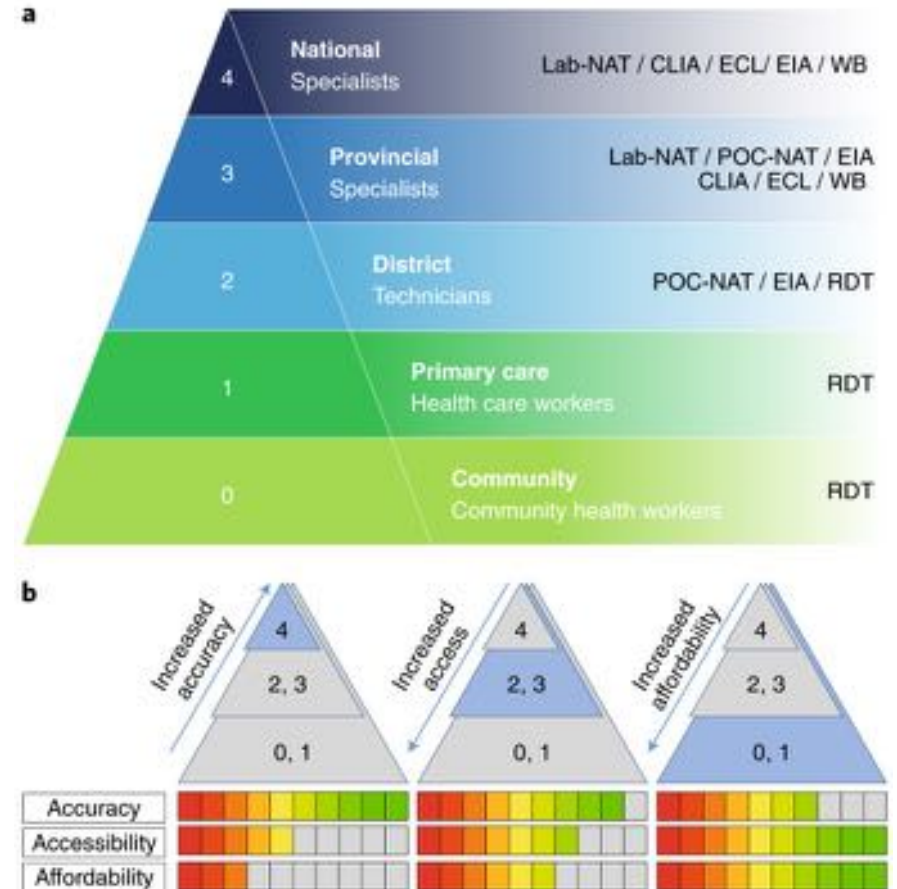 a
4
National
Specialists
Lab-NAT / CLIA / ECL/ EIA / WB
3
Provincial
Specialists
Lab-NAT / POC-NAT / EIA
CLIA / ECL / WB
2
District
Technicians
POC-NAT / EIA / RDT
1
Primary care
Health care workers
RDT
0
Community
Community health workers
RDT
b
Increased
accuracy
4
2, 3
0, 1
Increased
access
4
2, 3
0, 1
Increased
affordability
4
2, 3
0, 1
Accuracy
Accessibility
Affordability